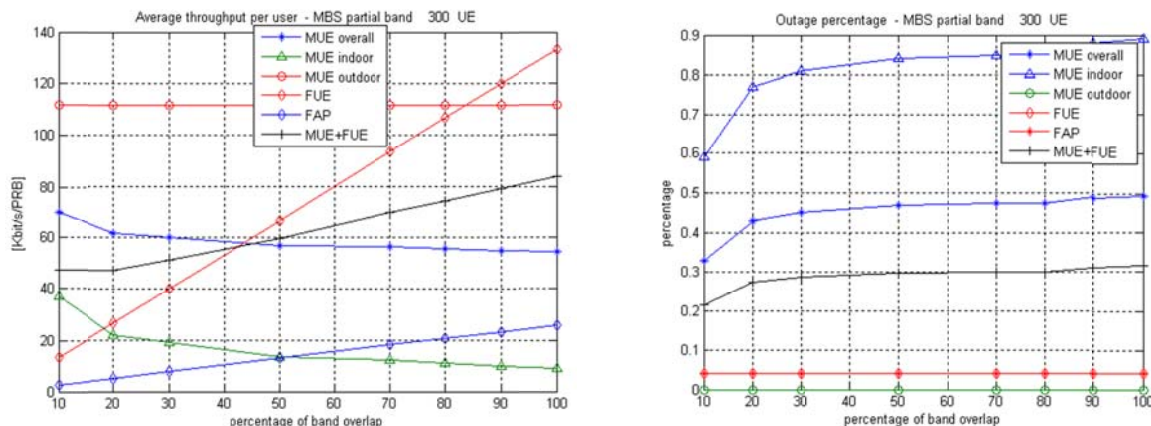 Average throughput per user - MBS partial band 300 UE
140
120
100
80
60
40
20
0
[Kbit/s/PRB]
MUE overall
MUE indoor
MUE outdoor
FUE
FAP
MUE+FUE
10 20 30 40 50 60 70 80 90 100
percentage of band overlap
Outage percentage - MBS partial band 300 UE
0.9
0.8
0.7
0.6
0.5
0.4
0.3
0.2
0.1
0
percentage
MUE overall
MUE indoor
MUE outdoor
FUE
FAP
MUE+FUE
10 20 30 40 50 60 70 80 90 100
percentage of band overlap